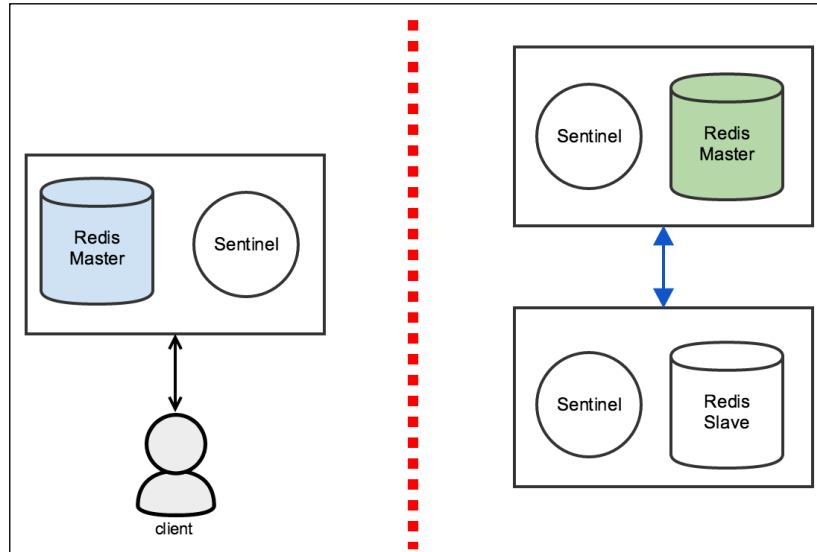 Redis
Master
Sentinel
client
Sentinel
Redis
Master
Sentinel
Redis
Slave